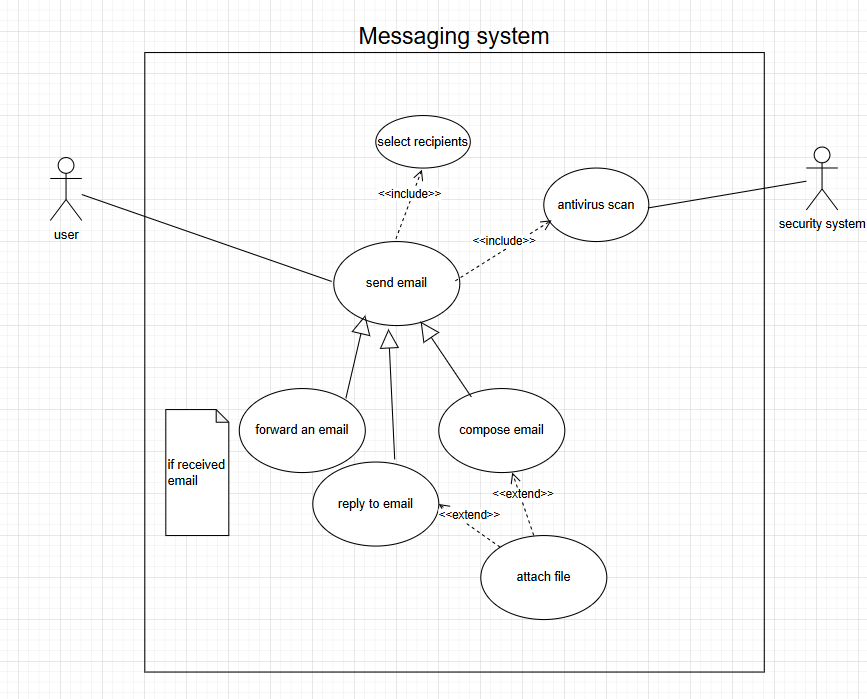 Messaging system
select recipients
<<include>>
antivirus scan
security system
user
<<include>>
send email
forward an email
compose email
if received
email
<<extend>>
reply to email
<<extend>>
attach file